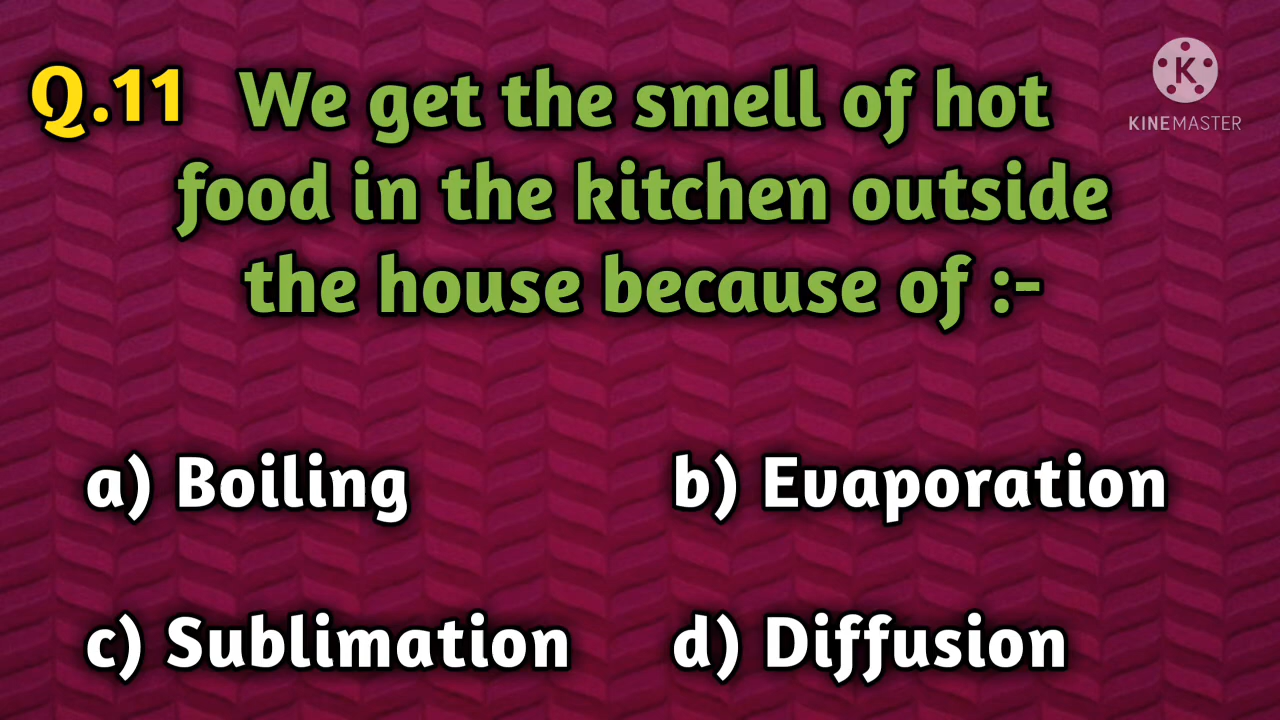 Q.11 We get the smell of hot
food in the kitchen outside
the house because of :-
K
KINEMASTER
a) Boiling
b) Evaporation
c) Sublimation
d) Diffusion